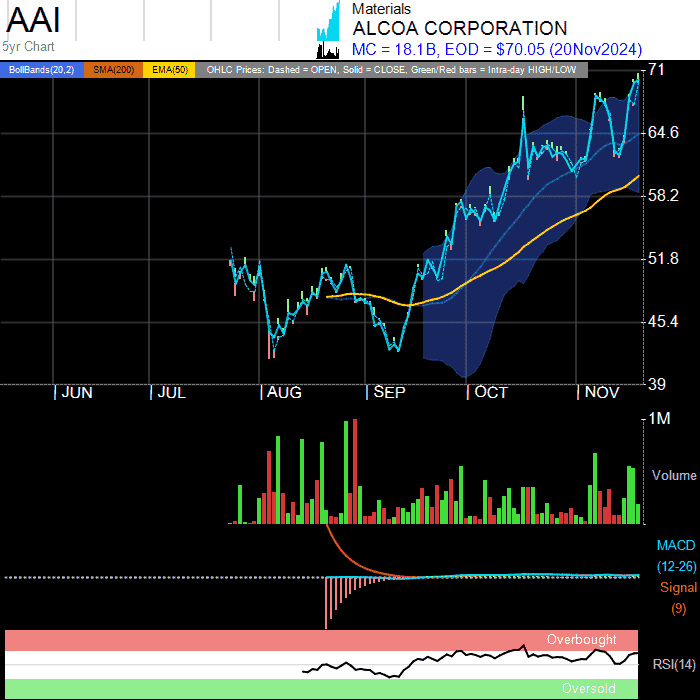 AAI
5yr Chart
Materials
ALCOA CORPORATION
MC = 18.1B, EOD = $70.05 (20Nov2024)
BollBands(20,2) SMA(200) EMA(50) OHLC Prices: Dashed = OPEN, Solid = CLOSE, Green/Red bars = Intra-day HIGH/LOW
71
64.6
58.2
51.8
45.4
39
JUN JUL AUG SEP OCT NOV
1M
Volume
MACD
(12-26)
Signal
(9)
Overbought
RSI(14)
Oversold